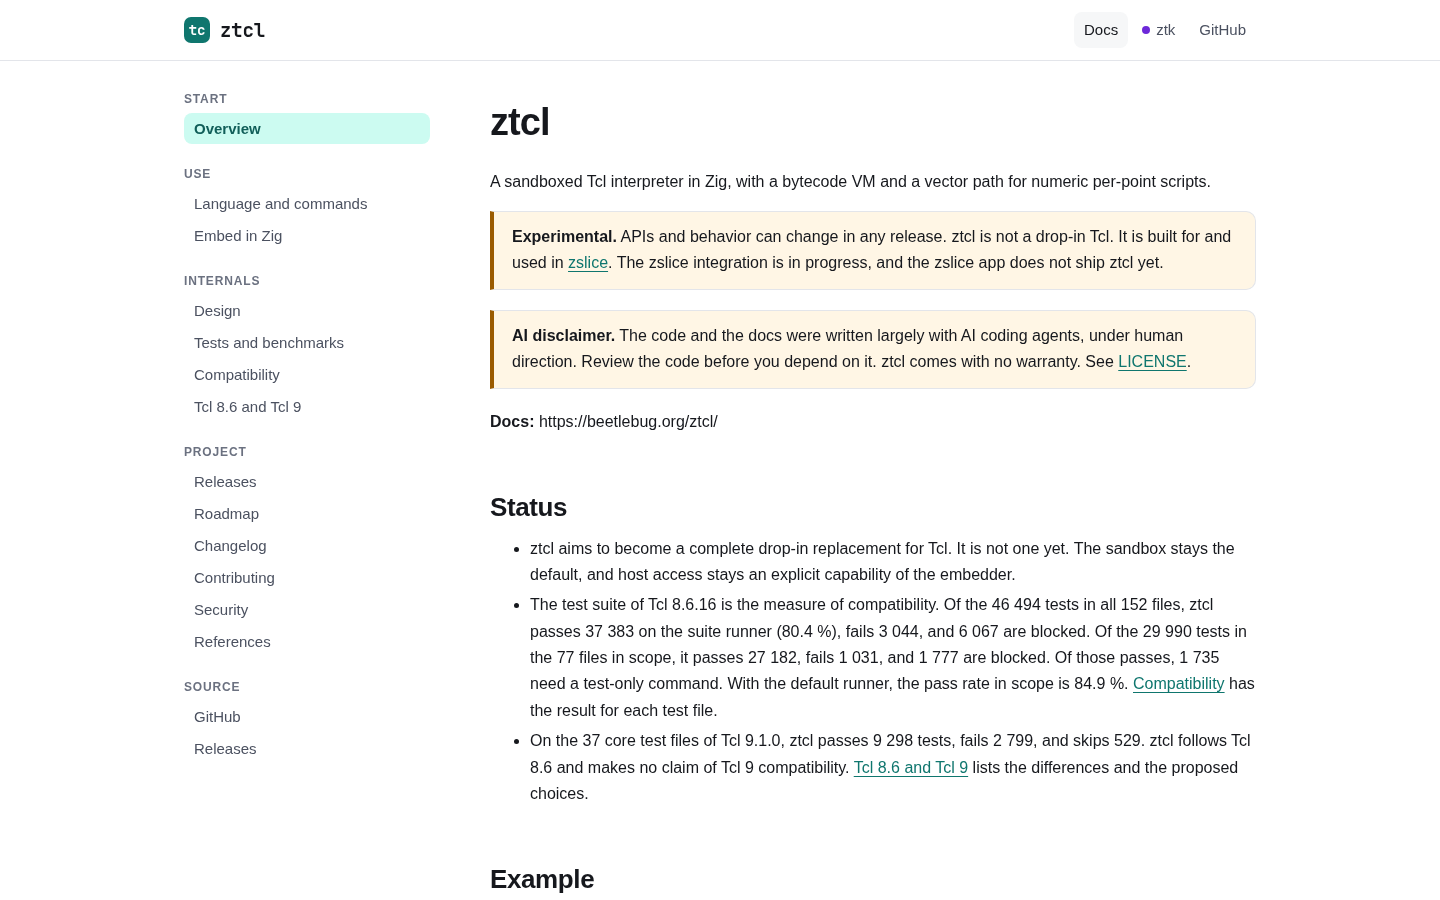 tc ztcl
Docs
ztk
GitHub
START
Overview
USE
Language and commands
Embed in Zig
INTERNALS
Design
Tests and benchmarks
Compatibility
Tcl 8.6 and Tcl 9
PROJECT
Releases
Roadmap
Changelog
Contributing
Security
References
SOURCE
GitHub
Releases
ztcl
A sandboxed Tcl interpreter in Zig, with a bytecode VM and a vector path for numeric per-point scripts.
Experimental. APIs and behavior can change in any release. ztcl is not a drop-in Tcl. It is built for and
used in zslice. The zslice integration is in progress, and the zslice app does not ship ztcl yet.
AI disclaimer. The code and the docs were written largely with AI coding agents, under human
direction. Review the code before you depend on it. ztcl comes with no warranty. See LICENSE.
Docs: https://beetlebug.org/ztcl/
Status
ztcl aims to become a complete drop-in replacement for Tcl. It is not one yet. The sandbox stays the
default, and host access stays an explicit capability of the embedder.
The test suite of Tcl 8.6.16 is the measure of compatibility. Of the 46 494 tests in all 152 files, ztcl
passes 37 383 on the suite runner (80.4 %), fails 3 044, and 6 067 are blocked. Of the 29 990 tests in
the 77 files in scope, it passes 27 182, fails 1 031, and 1 777 are blocked. Of those passes, 1 735
need a test-only command. With the default runner, the pass rate in scope is 84.9 %. Compatibility has
the result for each test file.
On the 37 core test files of Tcl 9.1.0, ztcl passes 9 298 tests, fails 2 799, and skips 529. ztcl follows Tcl
8.6 and makes no claim of Tcl 9 compatibility. Tcl 8.6 and Tcl 9 lists the differences and the proposed
choices.
Example